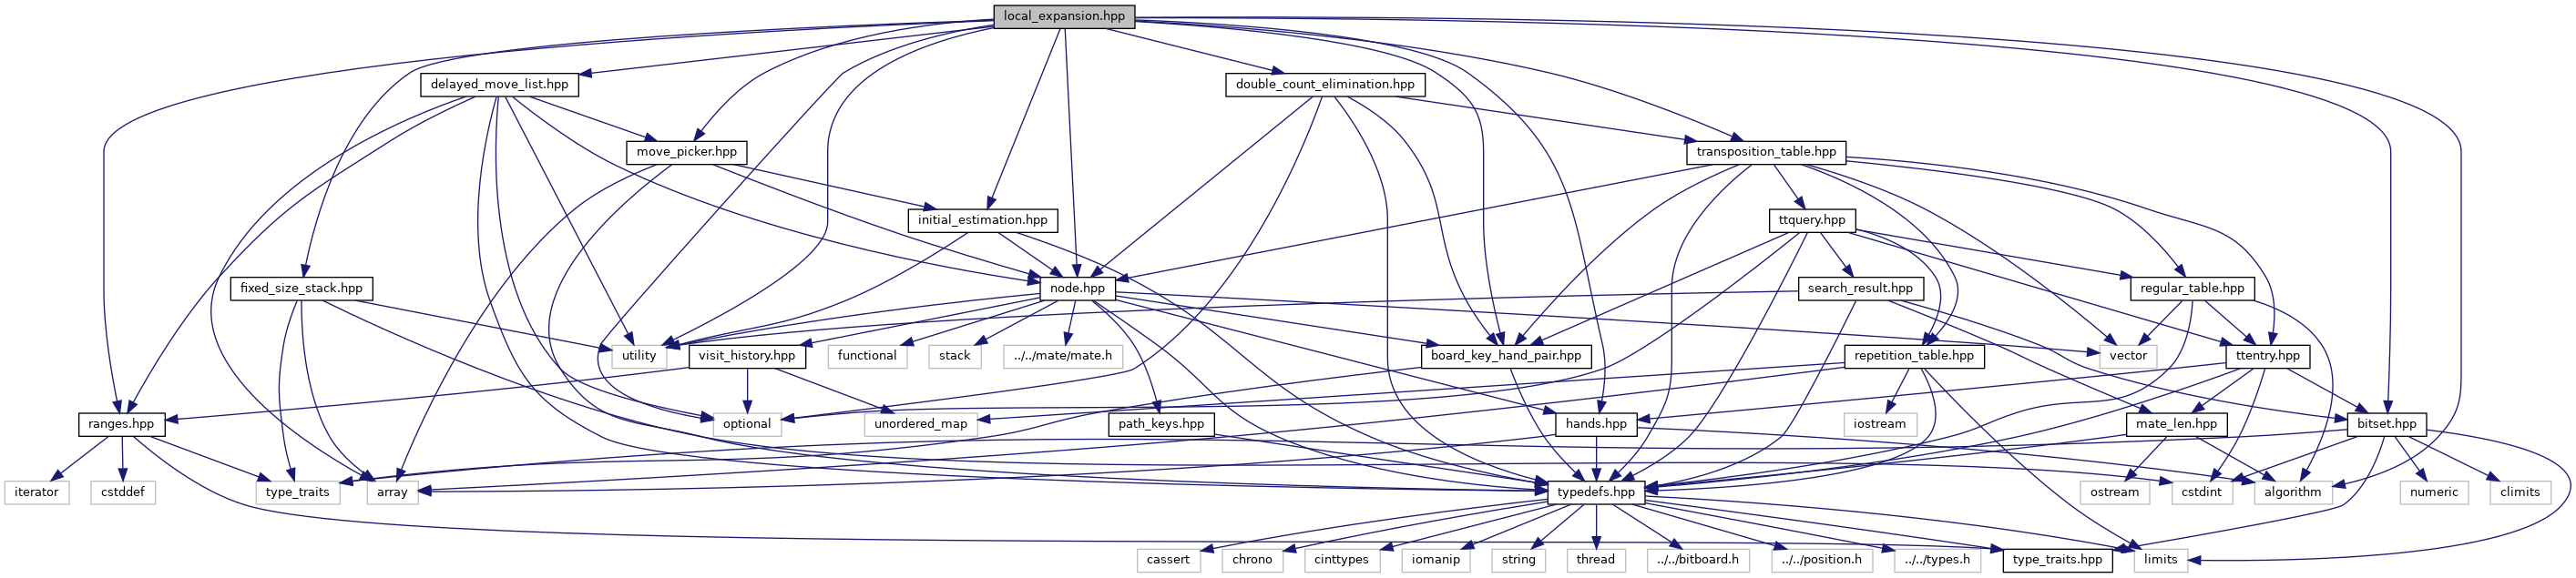 local_expansion.hpp
delayed_move_list.hpp
double_count_elimination.hpp
move_picker.hpp
transposition_table.hpp
initial_estimation.hpp
ttquery.hpp
fixed_size_stack.hpp
node.hpp
search_result.hpp
regular_table.hpp
utility
visit_history.hpp
functional
stack
../../mate/mate.h
board_key_hand_pair.hpp
repetition_table.hpp
vector
ttentry.hpp
ranges.hpp
optional
unordered_map
path_keys.hpp
hands.hpp
iostream
mate_len.hpp
bitset.hpp
iterator
cstddef
type_traits
array
typedefs.hpp
ostream
cstdint
algorithm
numeric
climits
cassert
chrono
cinttypes
iomanip
string
thread
../../bitboard.h
../../position.h
../../types.h
type_traits.hpp
limits